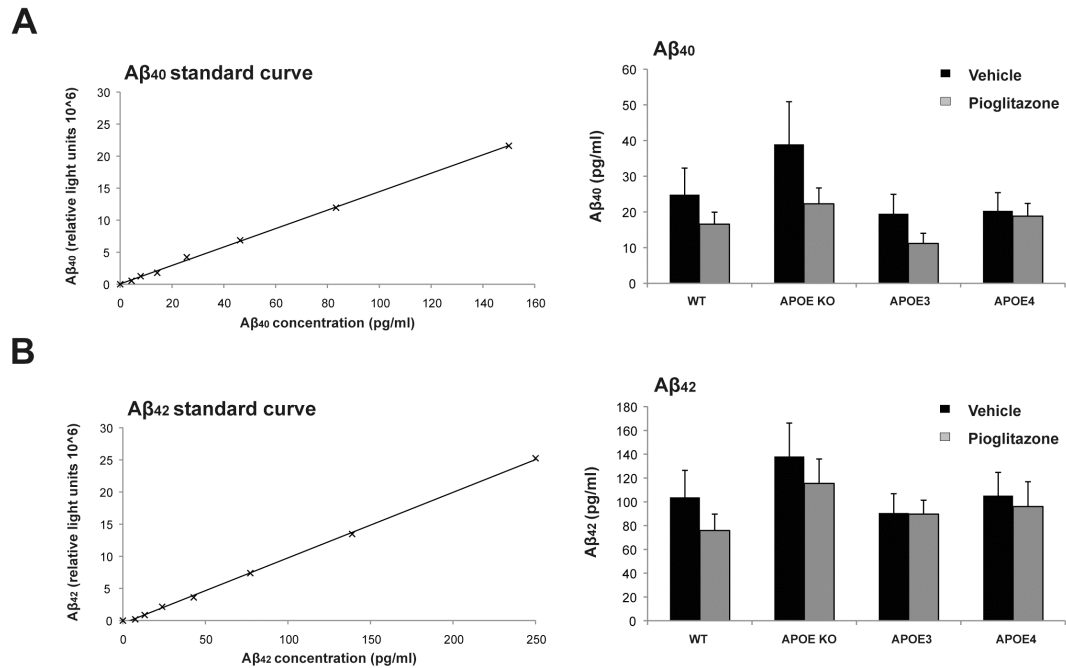 A
Aβ40 standard curve
Aβ40 (relative light units 10^6)
30
25
20
15
10
5
0
0 20 40 60 80 100 120 140 160
Aβ40 concentration (pg/ml)
Aβ40
Vehicle
Pioglitazone
Aβ40 (pg/ml)
60
50
40
30
20
10
0
WT APOE KO APOE3 APOE4
B
Aβ42 standard curve
Aβ42 (relative light units 10^6)
30
25
20
15
10
5
0
0 50 100 150 200 250
Aβ42 concentration (pg/ml)
Aβ42
Vehicle
Pioglitazone
Aβ42 (pg/ml)
180
160
140
120
100
80
60
40
20
0
WT APOE KO APOE3 APOE4